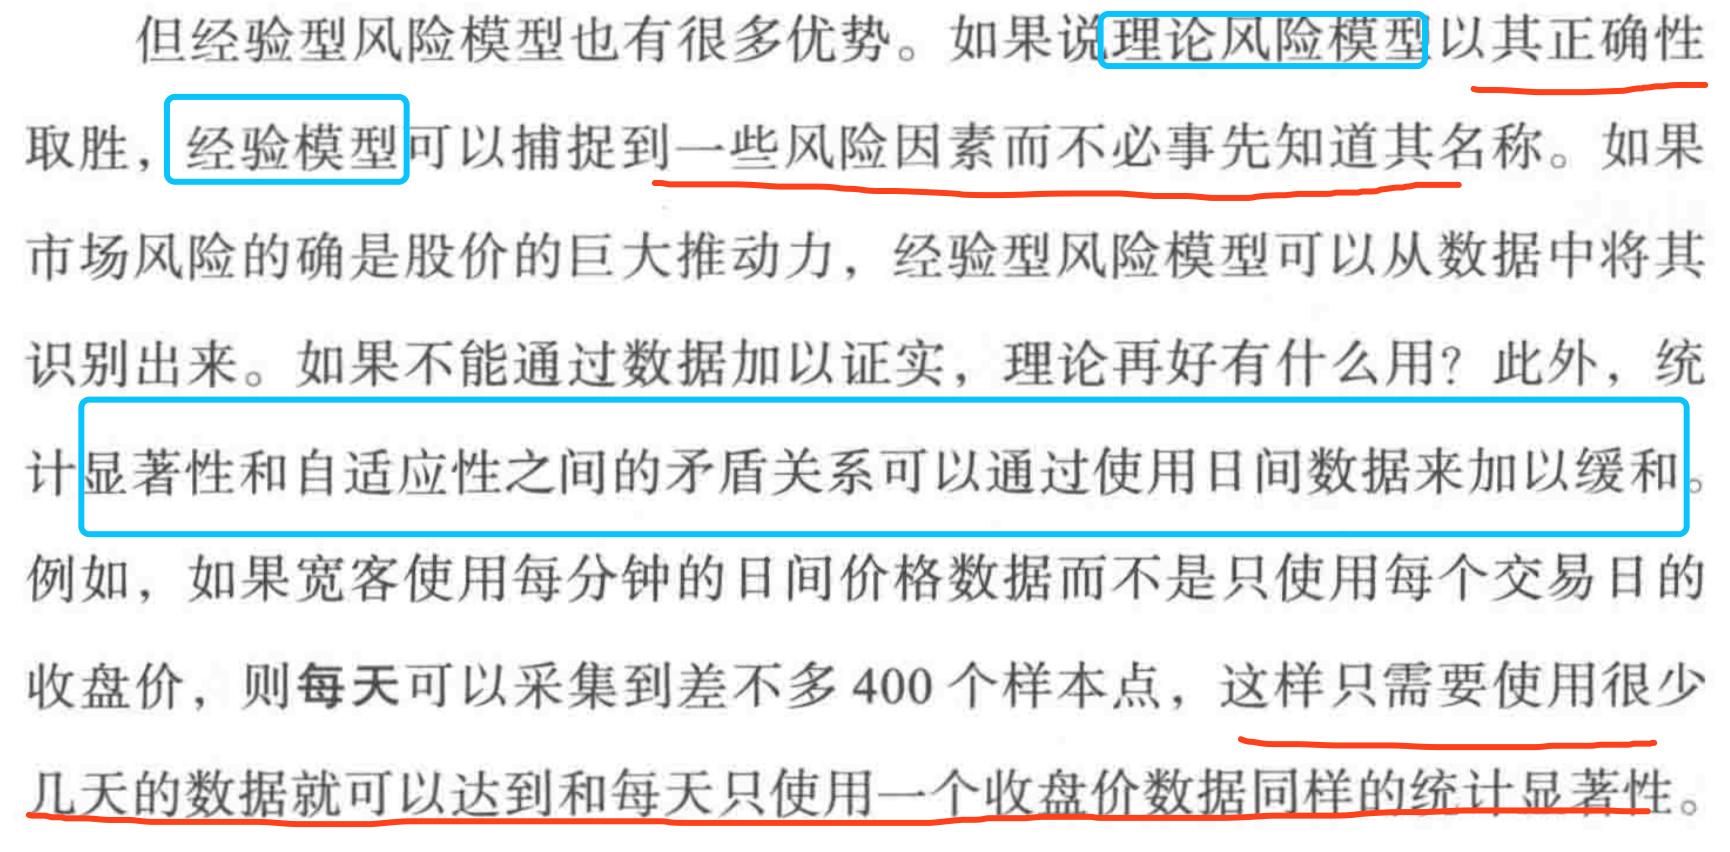 但经验型风险模型也有很多优势。如果说理论风险模型以其正确性
取�，经验模型可以捕捉到一些风险因素而不必事先知道其名称。如果
市场风险的确是股价的巨大推动力，经验型风险模型可以从数据中将其
识别出来。如果不能通过数据加以证实，理论再好有什么用？此外，统
计显著性和自适应性之间的矛盾关系可以通过使用日间数据来加以缓和。
例如，如果宽客使用每分钟的日间价格数据而不是只使用每个交易日的
收盘价，则每天可以采集到差不多 400 个样本点，这样只需要使用很少
几天的数据就可以达到和每天只使用一个收盘价数据同样的统计显著性。